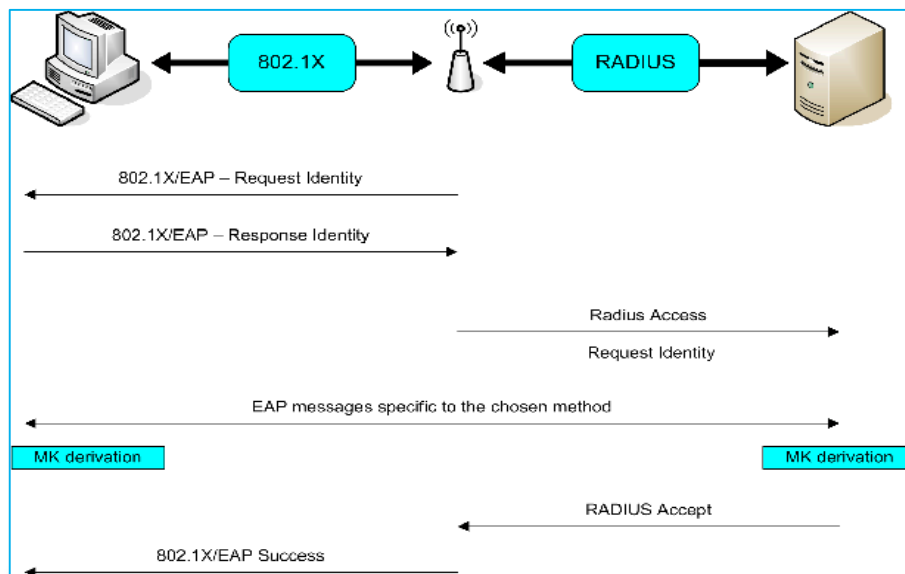 802.1X
RADIUS
802.1X/EAP – Request Identity
802.1X/EAP – Response Identity
Radius Access
Request Identity
EAP messages specific to the chosen method
MK derivation
MK derivation
RADIUS Accept
802.1X/EAP Success